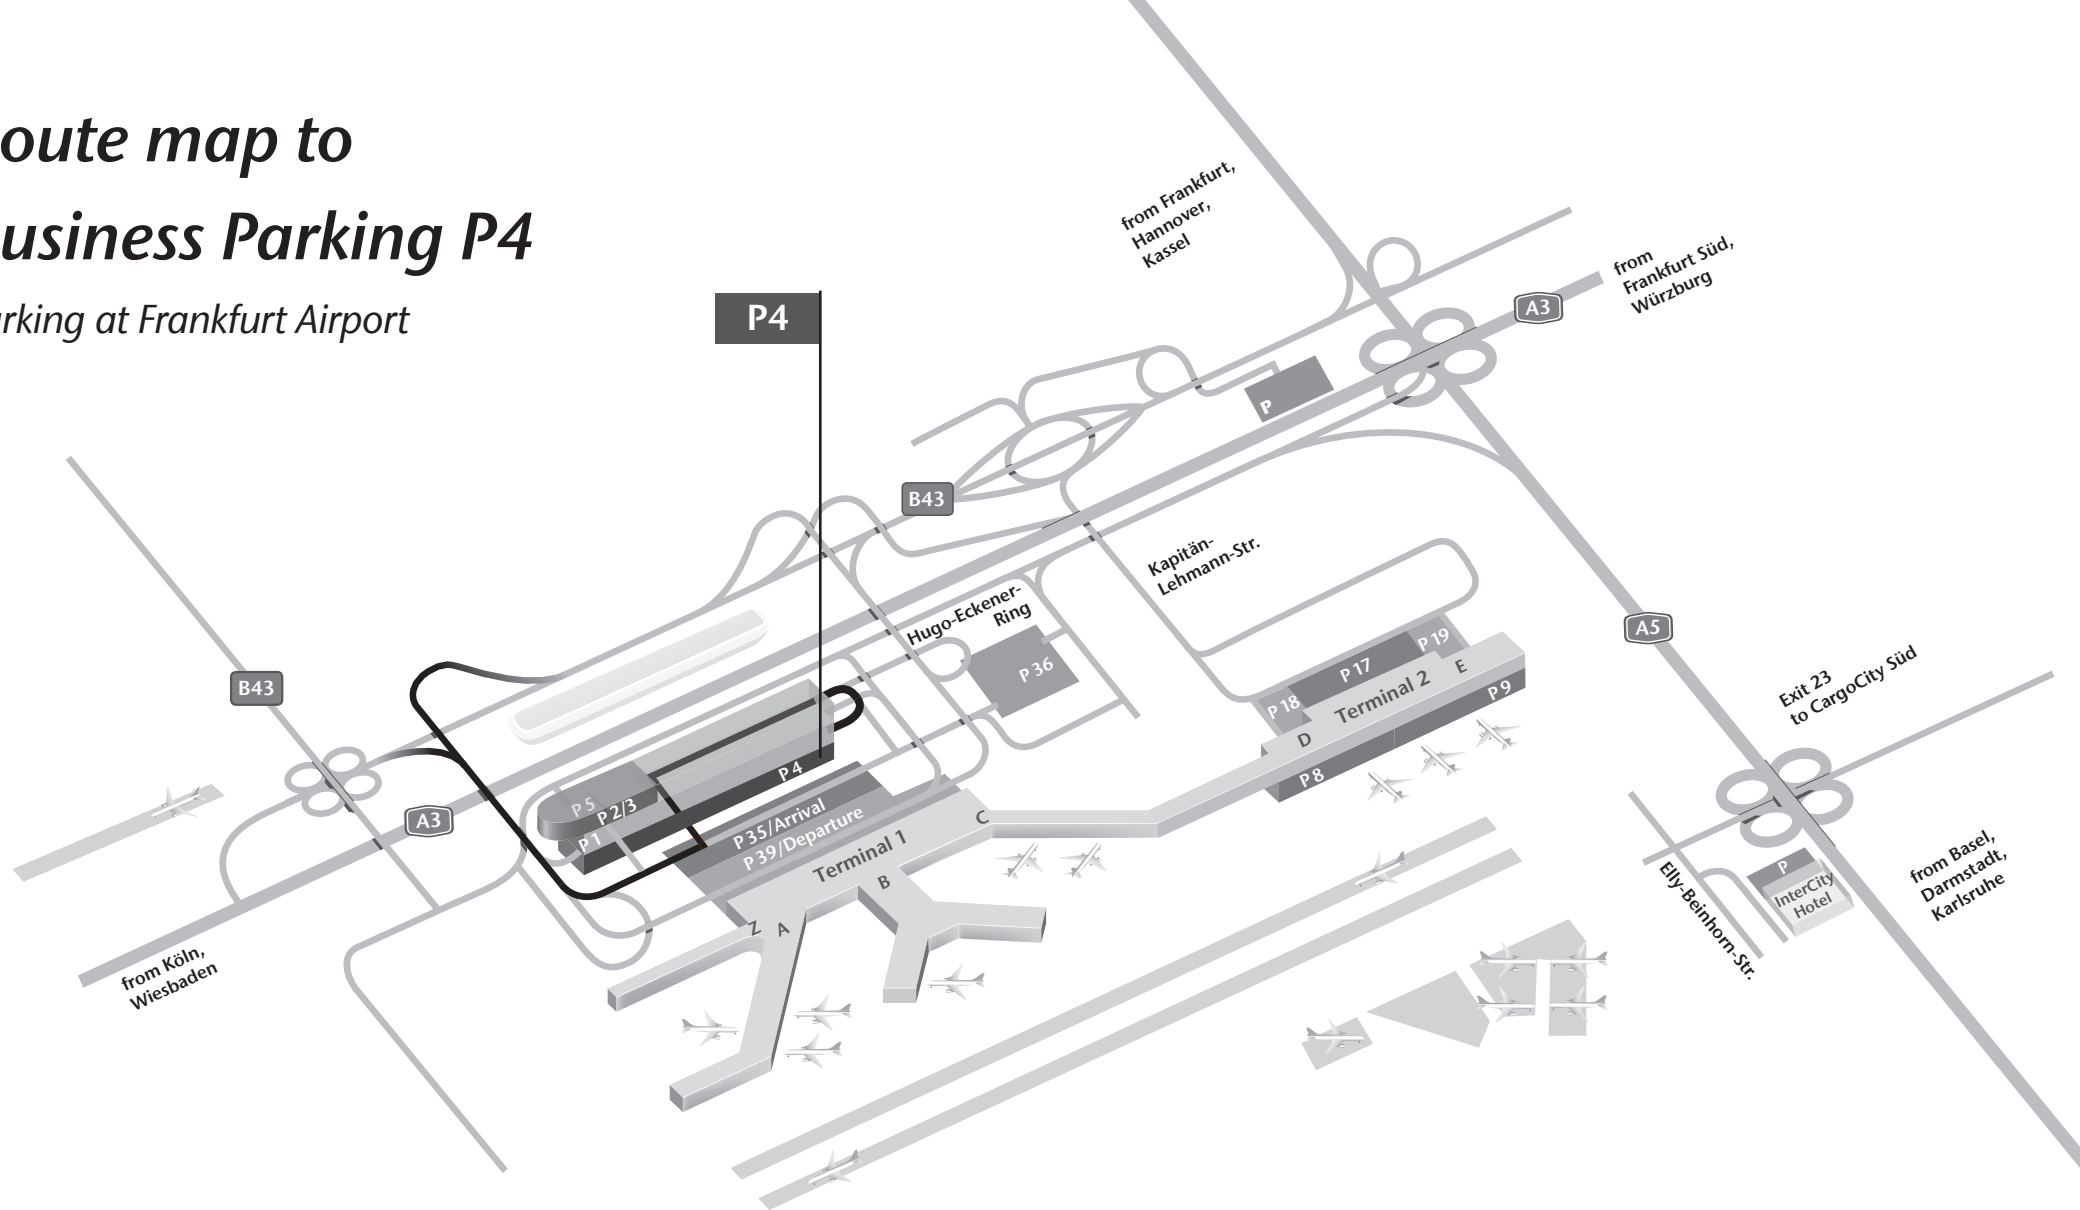 oute map to
usiness Parking P4
rking at Frankfurt Airport
P4
from Frankfurt,
Hannover,
Kassel
from
Frankfurt Süd,
Würzburg
A3
P
B43
Kapitän-
Lehmann-Str.
Hugo-Eckener-
Ring
P 36
A5
Exit 23
to CargoCity Süd
B43
P 19
P 17
P 18
Terminal 2
E
D
P 9
P 8
P 4
P 5
P 2/3
P 1
A3
P 35/Arrival
P 39/Departure
Terminal 1
C
B
Z
A
P
InterCity
Hotel
Elly-Beinhorn-Str.
from Basel,
Darmstadt,
Karlsruhe
from Köln,
Wiesbaden